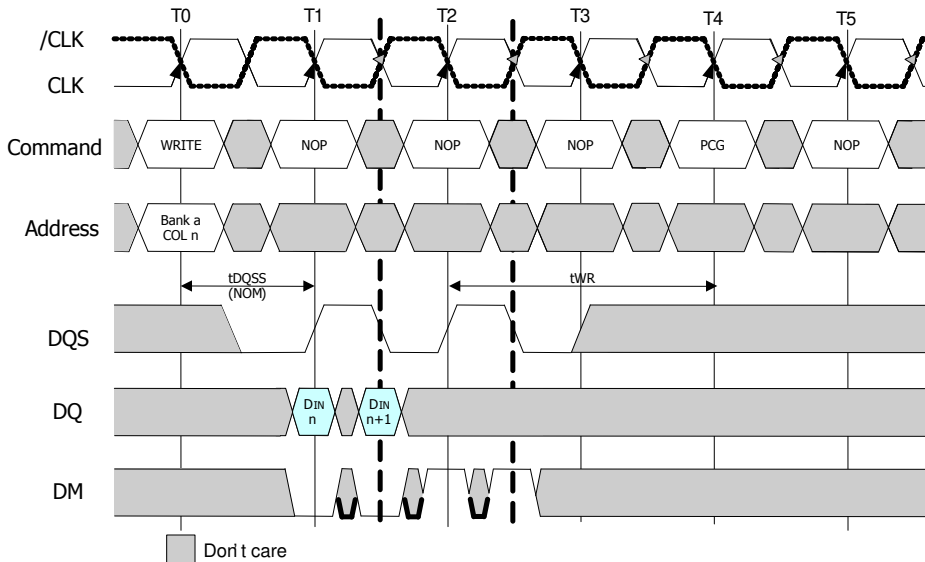 T0 T1 T2 T3 T4 T5
/CLK
CLK
Command WRITE NOP NOP NOP PCG NOP
Address Bank a
COL n
tDQSS
(NOM)
tWR
DQS
DQ DIN
n
DIN
n+1
DM
Don't care